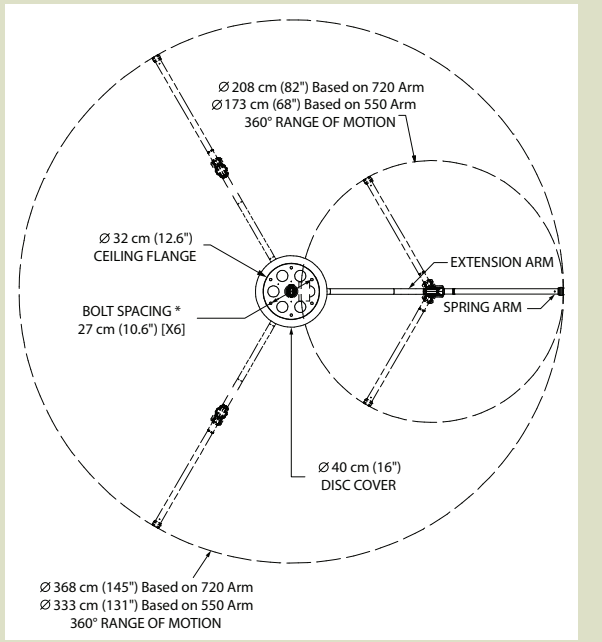 Ø 208 cm (82") Based on 720 Arm
Ø 173 cm (68") Based on 550 Arm
360° RANGE OF MOTION
Ø 32 cm (12.6")
CEILING FLANGE
EXTENSION ARM
SPRING ARM
BOLT SPACING *
27 cm (10.6") [X6]
Ø 40 cm (16")
DISC COVER
Ø 368 cm (145") Based on 720 Arm
Ø 333 cm (131") Based on 550 Arm
360° RANGE OF MOTION